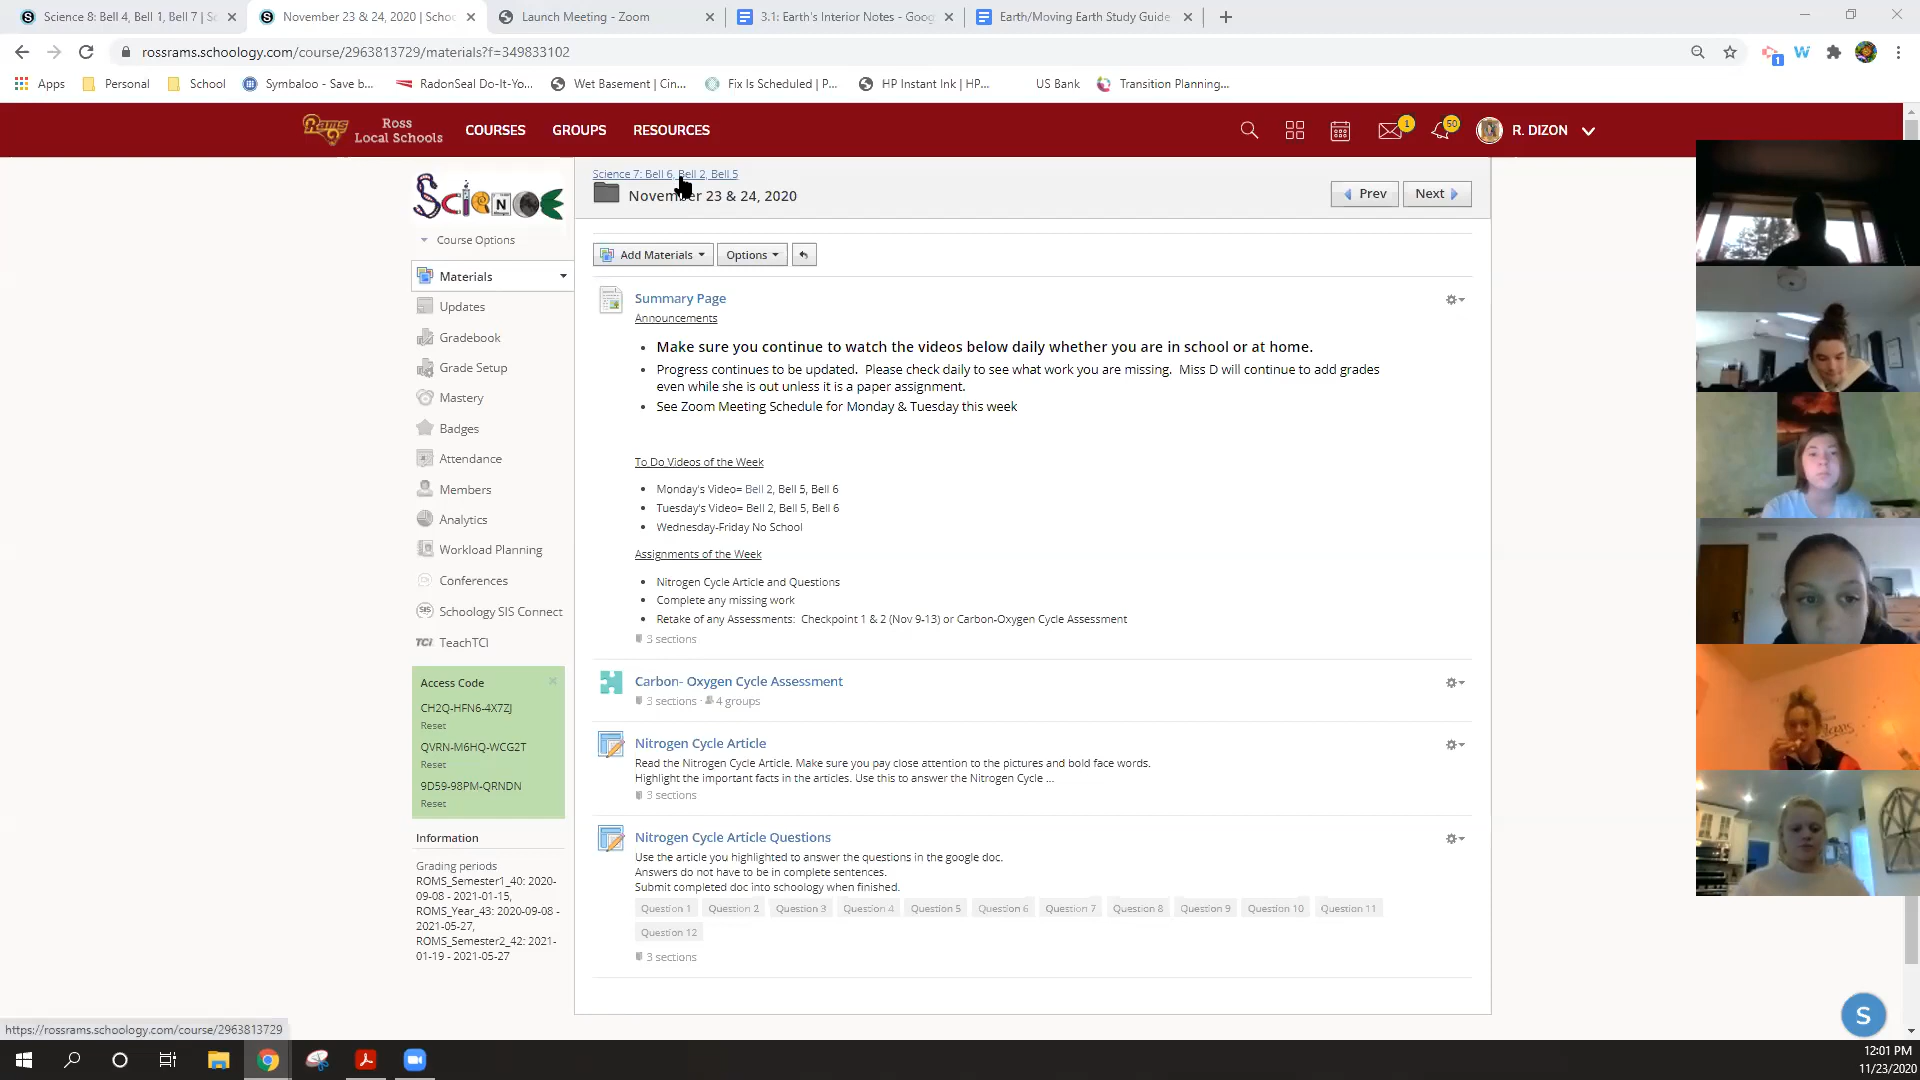 Science 8: Bell 4, Bell 1, Bell 7 | S
November 23 & 24, 2020 | Schoo
Launch Meeting - Zoom
3.1: Earth's Interior Notes - Goog
Earth/Moving Earth Study Guide
rossrams.schoology.com/course/2963813729/materials?f=349833102
1
Apps
Personal
School
Symbaloo - Save b...
RadonSeal Do-It-Yo...
Wet Basement | Cin...
Fix Is Scheduled | P...
HP Instant Ink | HP...
US Bank
Transition Planning...
Rams
Ross
Local Schools
COURSES
GROUPS
RESOURCES
1
50
R. DIZON
Science
Course Options
Materials
Updates
Gradebook
Grade Setup
Mastery
Badges
Attendance
Members
Analytics
Workload Planning
Conferences
SIS Schoology SIS Connect
TCi TeachTCI
Access Code
CH2Q-HFN6-4X7ZJ
Reset
QVRN-M6HQ-WCG2T
Reset
9D59-98PM-QRNDN
Reset
Information
Grading periods
ROMS_Semester1_40: 2020-
09-08 - 2021-01-15,
ROMS_Year_43: 2020-09-08 -
2021-05-27,
ROMS_Semester2_42: 2021-
01-19 - 2021-05-27
Science 7: Bell 6, Bell 2, Bell 5
November 23 & 24, 2020
Prev
Next
Add Materials
Options
Summary Page
Announcements
• Make sure you continue to watch the videos below daily whether you are in school or at home.
• Progress continues to be updated. Please check daily to see what work you are missing. Miss D will continue to add grades
even while she is out unless it is a paper assignment.
• See Zoom Meeting Schedule for Monday & Tuesday this week
To Do Videos of the Week
• Monday's Video= Bell 2, Bell 5, Bell 6
• Tuesday's Video= Bell 2, Bell 5, Bell 6
• Wednesday-Friday No School
Assignments of the Week
• Nitrogen Cycle Article and Questions
• Complete any missing work
• Retake of any Assessments: Checkpoint 1 & 2 (Nov 9-13) or Carbon-Oxygen Cycle Assessment
3 sections
Carbon- Oxygen Cycle Assessment
3 sections · 4 groups
Nitrogen Cycle Article
Read the Nitrogen Cycle Article. Make sure you pay close attention to the pictures and bold face words.
Highlight the important facts in the articles. Use this to answer the Nitrogen Cycle ...
3 sections
Nitrogen Cycle Article Questions
Use the article you highlighted to answer the questions in the google doc.
Answers do not have to be in complete sentences.
Submit completed doc into schoology when finished.
Question 1 Question 2 Question 3 Question 4 Question 5 Question 6 Question 7 Question 8 Question 9 Question 10 Question 11
Question 12
3 sections
S
https://rossrams.schoology.com/course/2963813729
12:01 PM
11/23/2020